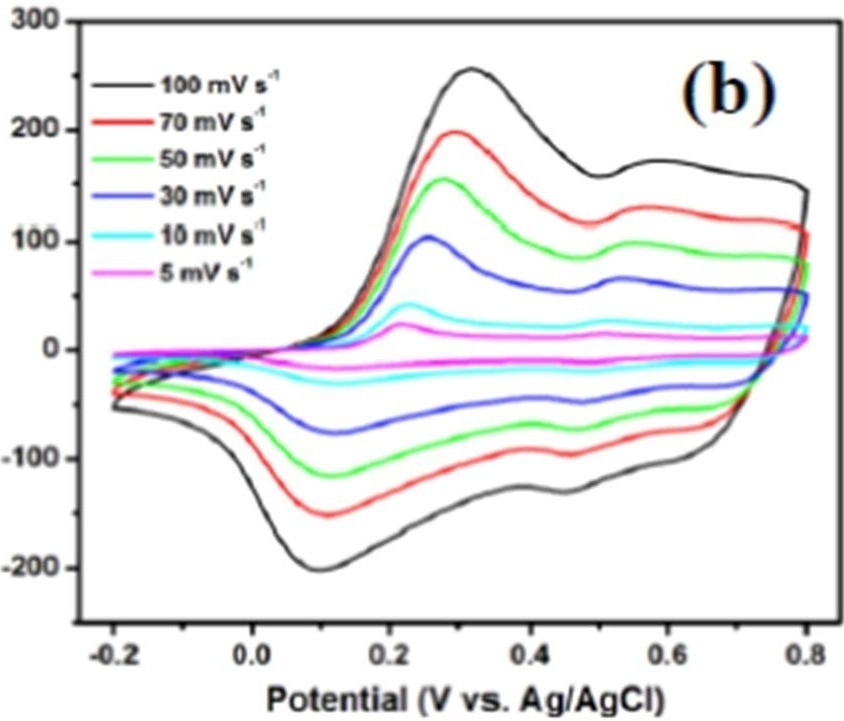 300
200
100
0
-100
-200
100 mV s⁻¹
70 mV s⁻¹
50 mV s⁻¹
30 mV s⁻¹
10 mV s⁻¹
5 mV s⁻¹
(b)
-0.2 0.0 0.2 0.4 0.6 0.8
Potential (V vs. Ag/AgCl)